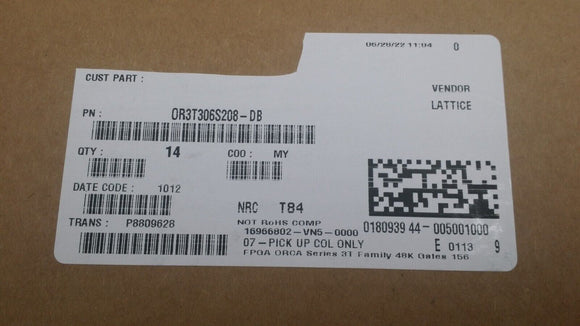 06/28/22 11:04 0
CUST PART :
VENDOR
LATTICE
PN : OR3T306S208-DB
QTY : 14 COO : MY
DATE CODE : 1012
NRC T84
TRANS : P8809628
NOT RoHS COMP
16966802-VN5-0000
07-PICK UP COL ONLY
FPGA ORCA Series 3T Family 48K Gates 156
0180939 44-005001000
E 0113 9